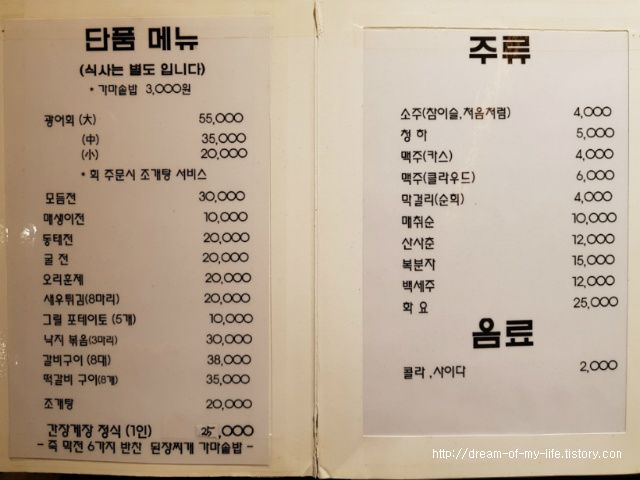 단품 메뉴
(식사는 별도 입니다)
* 가마솥밥 3,000원
광어회 (大) 55,000
(中) 35,000
(小) 20,000
* 회 주문시 조개탕 서비스
모듬전 30,000
매생이전 10,000
동태전 20,000
굴 전 20,000
오리훈제 20,000
새우튀김(8마리) 20,000
그릴 포테이토 (5개) 10,000
낙지 볶음(3마리) 30,000
갈비구이 (8대) 38,000
떡갈비 구이(8개) 35,000
조개탕 20,000
간장게장 정식 (1인) 25,000
- 죽 막전 6가지 반찬 된장찌개 가마솥밥 -
주류
소주(참이슬,처음처럼) 4,000
청 하 5,000
맥주(카스) 4,000
맥주(클라우드) 6,000
막걸리(순희) 4,000
매취순 10,000
산사춘 12,000
복분자 15,000
백세주 12,000
화 요 25,000
음료
콜라 ,사이다 2,000
http://dream-of-my-life.tistory.com